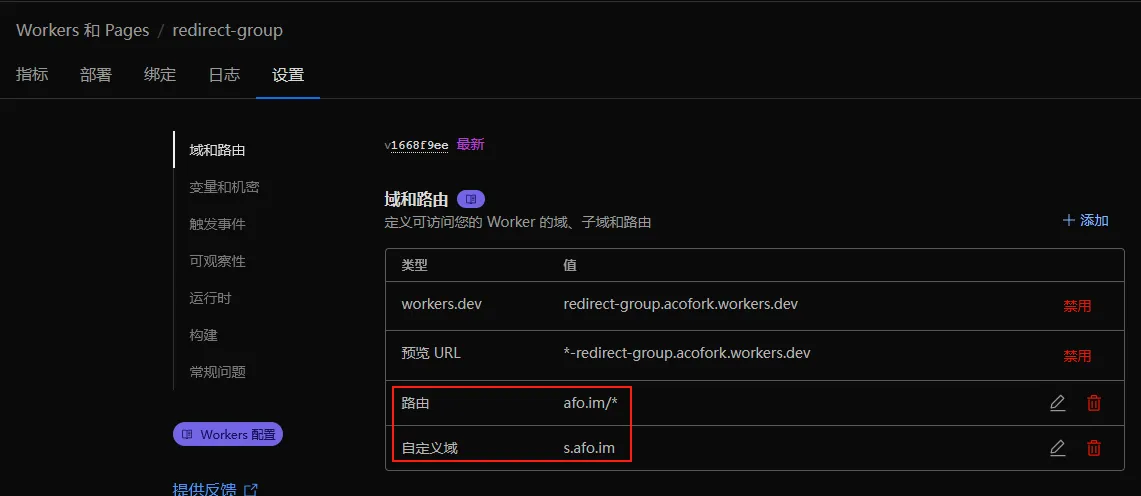 Workers 和 Pages / redirect-group
指标 部署 绑定 日志 设置
域和路由
变量和机密
触发事件
可观察性
运行时
构建
常规问题
Workers 配置
提供反馈
v1668f9ee 最新
域和路由
定义可访问您的 Worker 的域、子域和路由
添加
类型 值
workers.dev redirect-group.acofork.workers.dev 禁用
预览 URL *-redirect-group.acofork.workers.dev 禁用
路由 afo.im/*
自定义域 s.afo.im